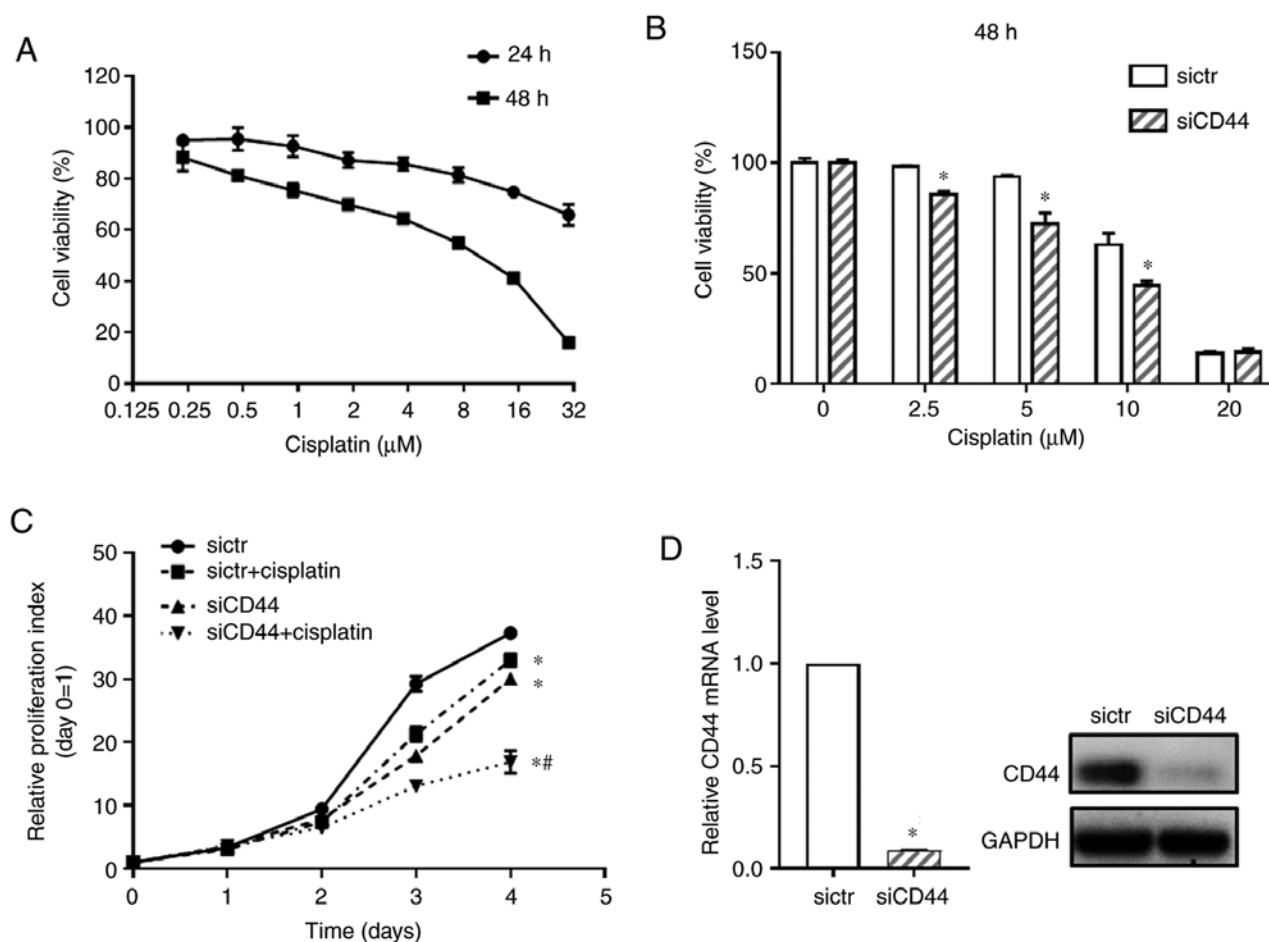 A
24 h
48 h
120
100
80
60
40
20
0
Cell viability (%)
0.125 0.25 0.5 1 2 4 8 16 32
Cisplatin (μM)
B
48 h
sictr
siCD44
150
100
50
0
Cell viability (%)
* * *
0 2.5 5 10 20
Cisplatin (μM)
C
sictr
sictr+cisplatin
siCD44
siCD44+cisplatin
50
40
30
20
10
0
Relative proliferation index
(day 0=1)
*
*
*#
0 1 2 3 4 5
Time (days)
D
1.5
1.0
0.5
0.0
Relative CD44 mRNA level
*
sictr siCD44
sictr siCD44
CD44
GAPDH